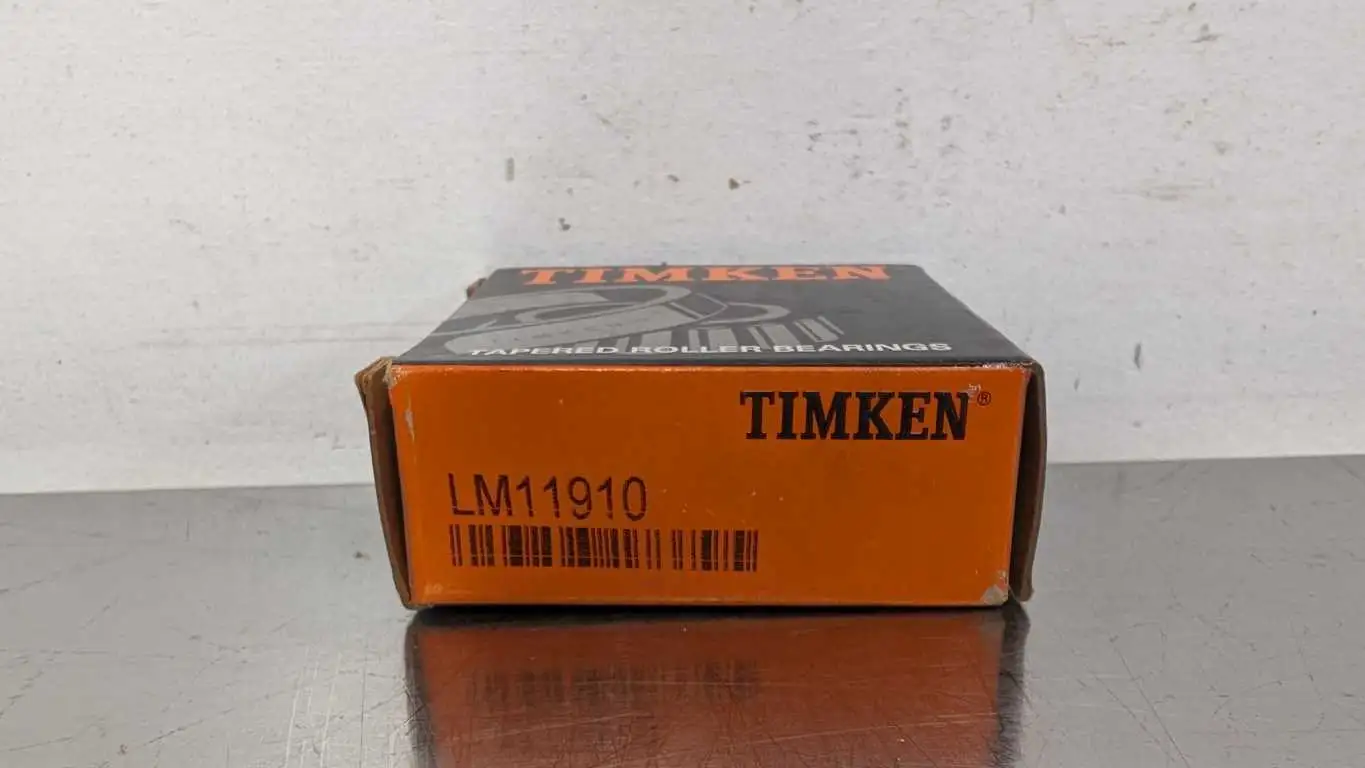 TIMKEN
TAPERED ROLLER BEARINGS
TIMKEN®
LM11910